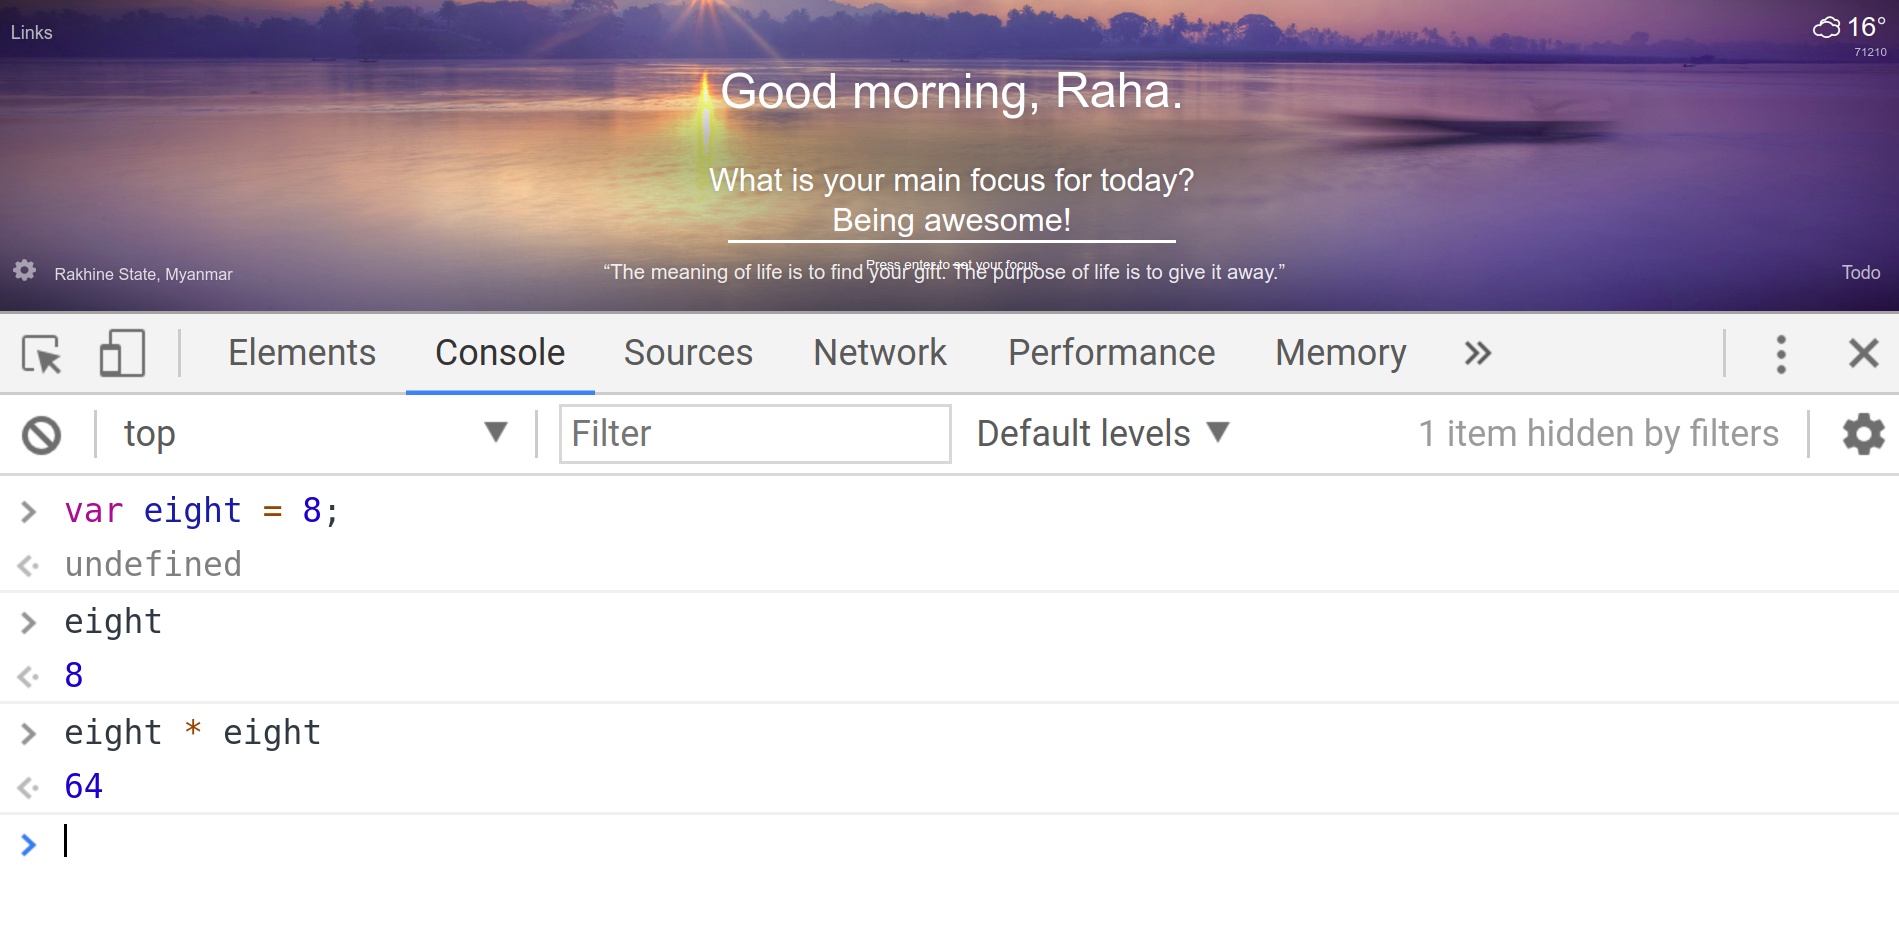 Links
16°
71210
Good morning, Raha.
What is your main focus for today?
Being awesome!
Press enter to set your focus
“The meaning of life is to find your gift. The purpose of life is to give it away.”
Rakhine State, Myanmar
Todo
Elements Console Sources Network Performance Memory »
top ▼ Filter Default levels ▼ 1 item hidden by filters
> var eight = 8;
undefined
> eight
8
> eight * eight
64
>